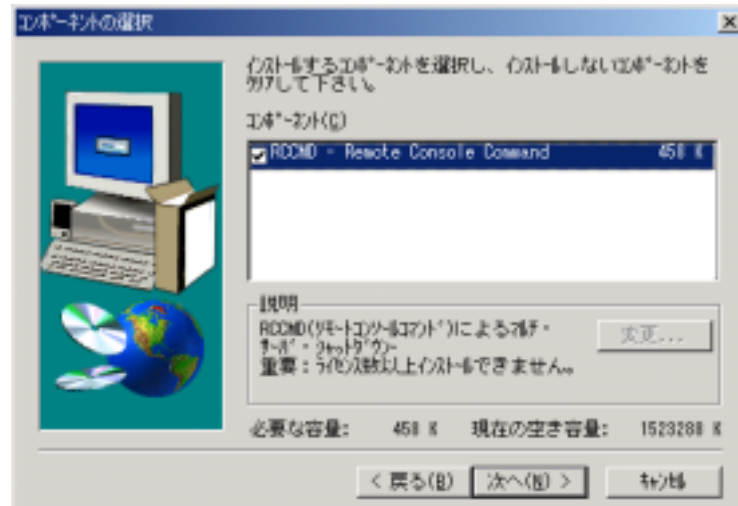 コンポーネントの選択
インストールするコンポーネントを選択し、インストールしないコンポーネントを
クリアして下さい。
コンポーネント(C)
RCCMD - Remote Console Command 458 K
説明
RCCMD(リモートコンソールコマンド)によるマルチ・
サーバ・シャットダウン
重要：ライセンス数以上インストールできません。
変更...
必要な容量: 458 K 現在の空き容量: 1523288 K
< 戻る(B) 次へ(N) > キャンセル